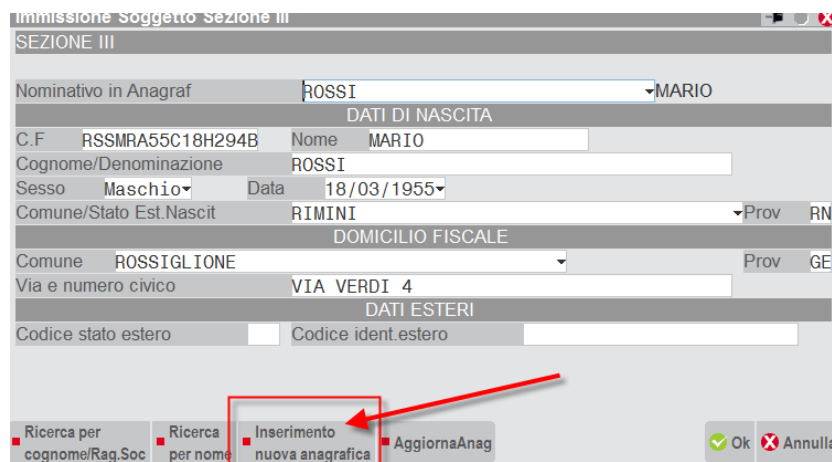 Immissione Soggetto Sezione III
SEZIONE III
Nominativo in Anagraf ROSSI MARIO
DATI DI NASCITA
C.F RSSMRA55C18H294B Nome MARIO
Cognome/Denominazione ROSSI
Sesso Maschio Data 18/03/1955
Comune/Stato Est.Nascit RIMINI Prov RN
DOMICILIO FISCALE
Comune ROSSIGLIONE Prov GE
Via e numero civico VIA VERDI 4
DATI ESTERI
Codice stato estero Codice ident.estero
Ricerca per cognome/Rag.Soc
Ricerca per nome
Inserimento nuova anagrafica
AggiornaAnag
Ok
Annulla